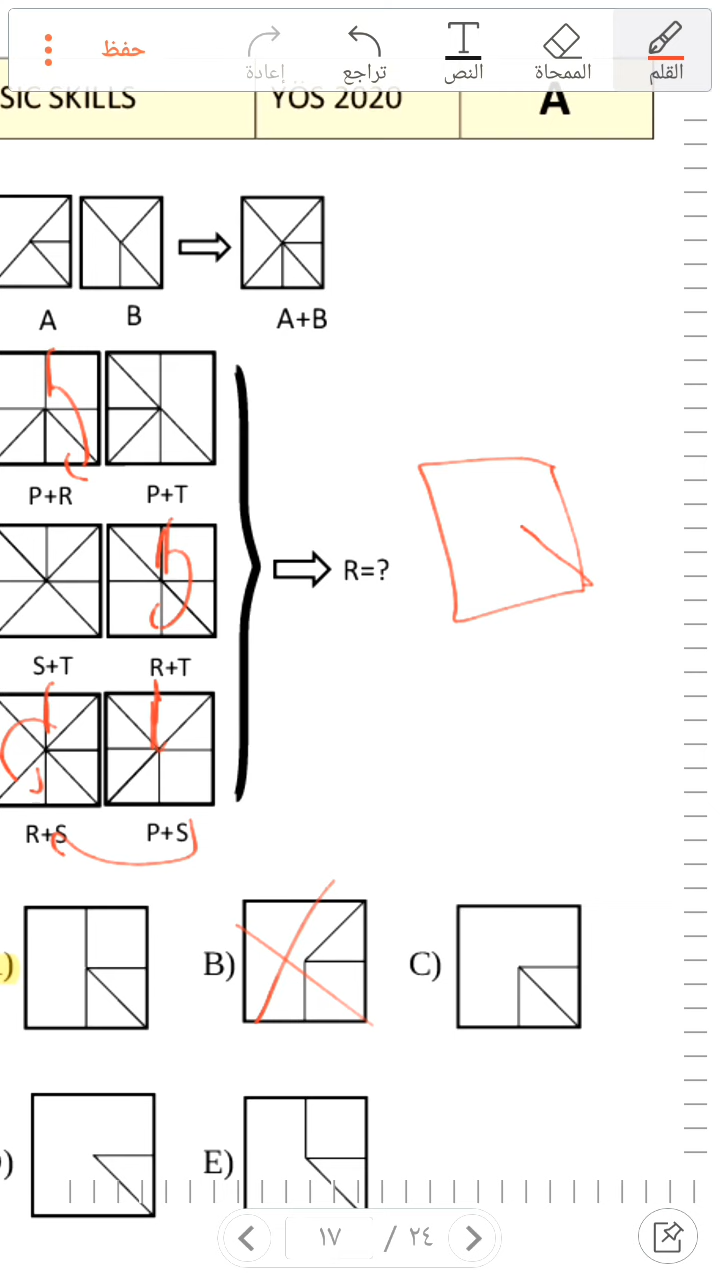 حفظ
إعادة
تراجع
النص
الممحاة
القلم
SIC SKILLS
YÖS 2020
A
A
B
A+B
P+R
P+T
S+T
R+T
R=?
R+S
P+S
)
B)
C)
)
E)
١٧ / ٢٤